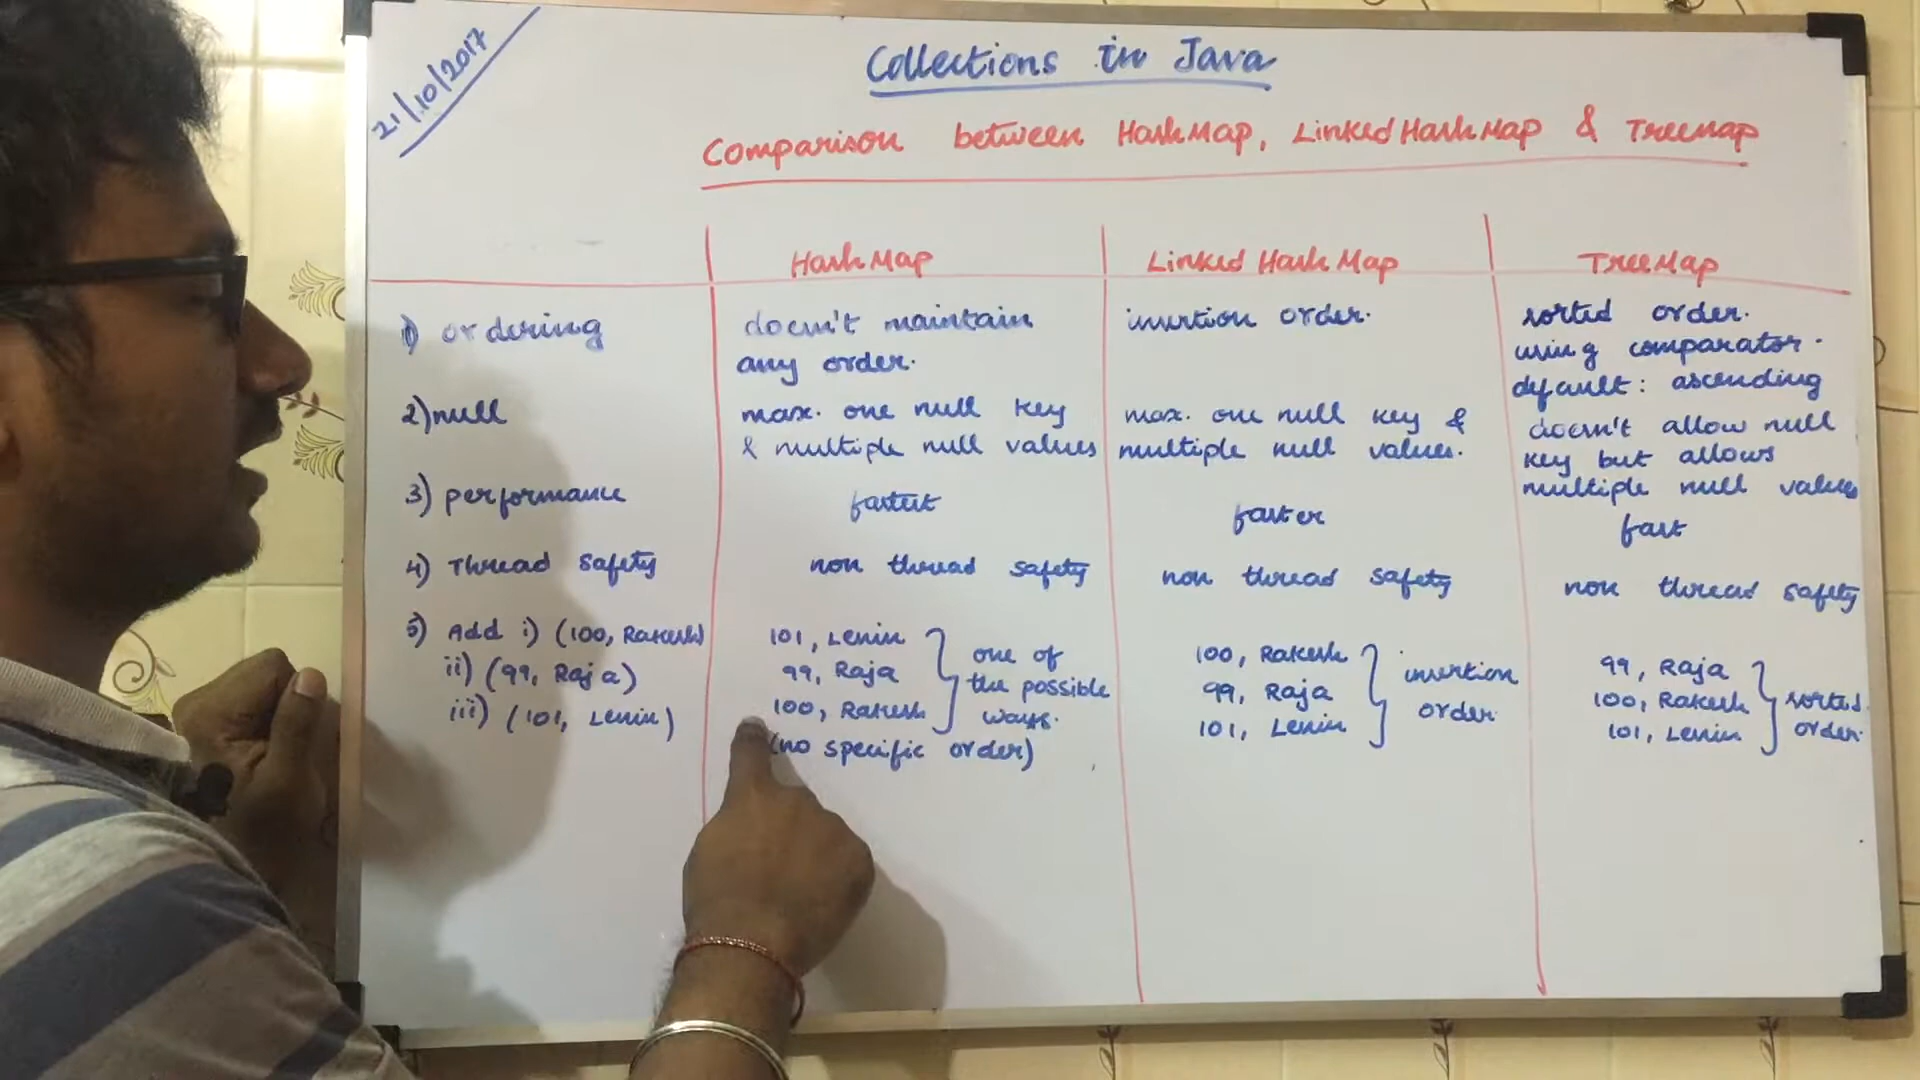 21/10/2017
Collections in Java
Comparison between HashMap, LinkedHashMap & TreeMap
HashMap
Linked HashMap
TreeMap
1) ordering
doesn't maintain
any order.
insertion order.
sorted order.
using comparator.
default: ascending
2) null
max. one null key
& multiple null values
max. one null key &
multiple null values.
doesn't allow null
key but allows
multiple null values
3) performance
fastest
faster
fast
4) Thread safety
non thread safety
non thread safety
non thread safety
5) Add i) (100, Rakesh)
ii) (99, Raja)
iii) (101, Lenin)
101, Lenin
99, Raja
100, Rakesh
one of
the possible
ways.
(no specific order)
100, Rakesh
99, Raja
101, Lenin
insertion
order
99, Raja
100, Rakesh
101, Lenin
sorted
order.